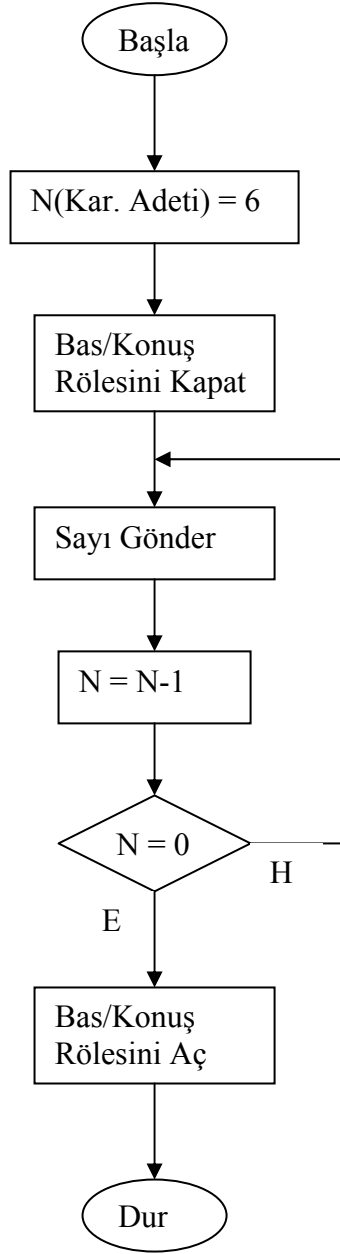 Başla
N(Kar. Adeti) = 6
Bas/Konuş
Rölesini Kapat
Sayı Gönder
N = N-1
N = 0
H
E
Bas/Konuş
Rölesini Aç
Dur